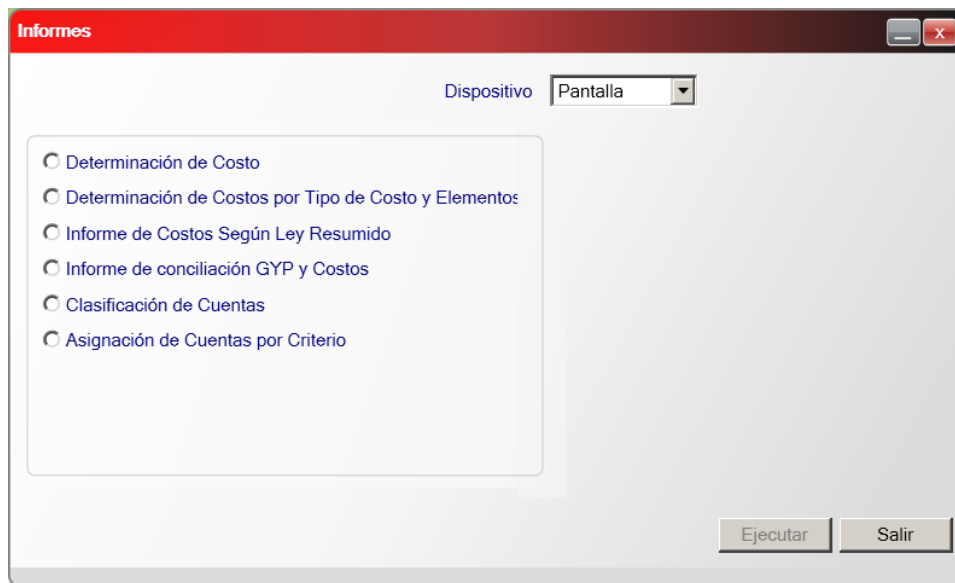 Informes
x
Dispositivo Pantalla
Determinación de Costo
Determinación de Costos por Tipo de Costo y Elementos
Informe de Costos Según Ley Resumido
Informe de conciliación GYP y Costos
Clasificación de Cuentas
Asignación de Cuentas por Criterio
Ejecutar Salir